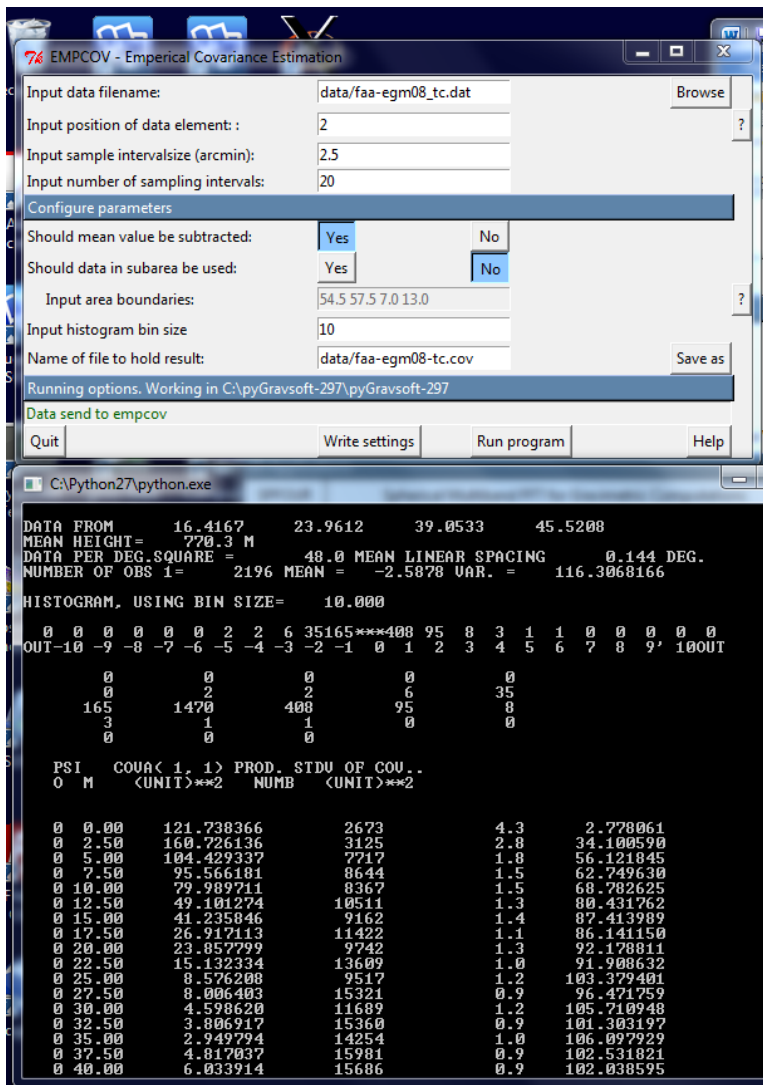 EMPCOV - Emperical Covariance Estimation
Input data filename: data/faa-egm08_tc.dat Browse
Input position of data element: : 2 ?
Input sample intervalsize (arcmin): 2.5
Input number of sampling intervals: 20
Configure parameters
Should mean value be subtracted: Yes No
Should data in subarea be used: Yes No
Input area boundaries: 54.5 57.5 7.0 13.0 ?
Input histogram bin size 10
Name of file to hold result: data/faa-egm08-tc.cov Save as
Running options. Working in C:\pyGravsoft-297\pyGravsoft-297
Data send to empcov
Quit Write settings Run program Help
C:\Python27\python.exe
DATA FROM 16.4167 23.9612 39.0533 45.5208
MEAN HEIGHT= 770.3 M
DATA PER DEG.SQUARE = 48.0 MEAN LINEAR SPACING 0.144 DEG.
NUMBER OF OBS 1= 2196 MEAN = -2.5878 VAR. = 116.3068166
HISTOGRAM, USING BIN SIZE= 10.000
0 0 0 0 0 0 2 2 6 35165***408 95 8 3 1 1 0 0 0 0 0
OUT-10 -9 -8 -7 -6 -5 -4 -3 -2 -1 0 1 2 3 4 5 6 7 8 9' 10OUT
0 0 0 0 0
0 2 2 6 35
165 1470 408 95 8
3 1 1 0 0
0 0 0
PSI COVA( 1, 1) PROD. STDV OF COV..
O M (UNIT)**2 NUMB (UNIT)**2
0 0.00 121.738366 2673 4.3 2.778061
0 2.50 160.726136 3125 2.8 34.100590
0 5.00 104.429337 7717 1.8 56.121845
0 7.50 95.566181 8644 1.5 62.749630
0 10.00 79.989711 8367 1.5 68.782625
0 12.50 49.101274 10511 1.3 80.431762
0 15.00 41.235846 9162 1.4 87.413989
0 17.50 26.917113 11422 1.1 86.141150
0 20.00 23.857799 9742 1.3 92.178811
0 22.50 15.132334 13609 1.0 91.908632
0 25.00 8.576208 9517 1.2 103.379401
0 27.50 8.006403 15321 0.9 96.471759
0 30.00 4.598620 11689 1.2 105.710948
0 32.50 3.806917 15360 0.9 101.303197
0 35.00 2.949794 14254 1.0 106.097929
0 37.50 4.817037 15981 0.9 102.531821
0 40.00 6.033914 15686 0.9 102.038595